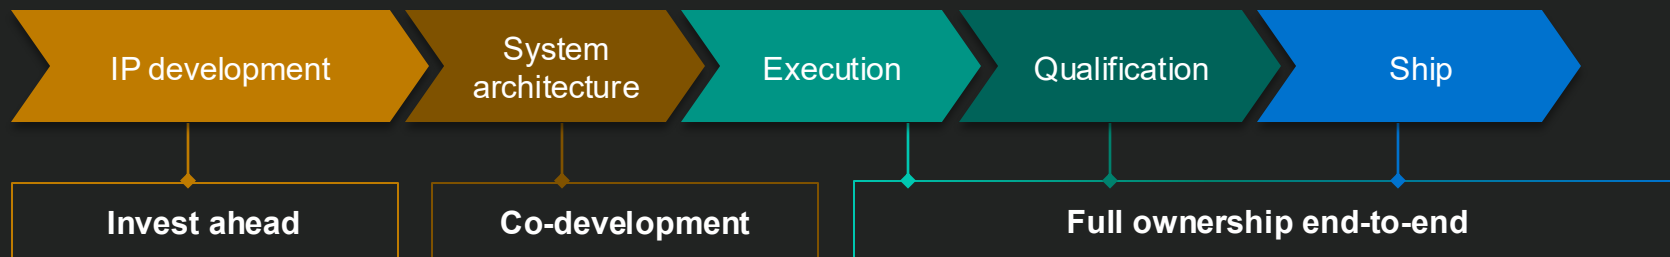 IP development
System
architecture
Execution
Qualification
Ship
Invest ahead
Co-development
Full ownership end-to-end